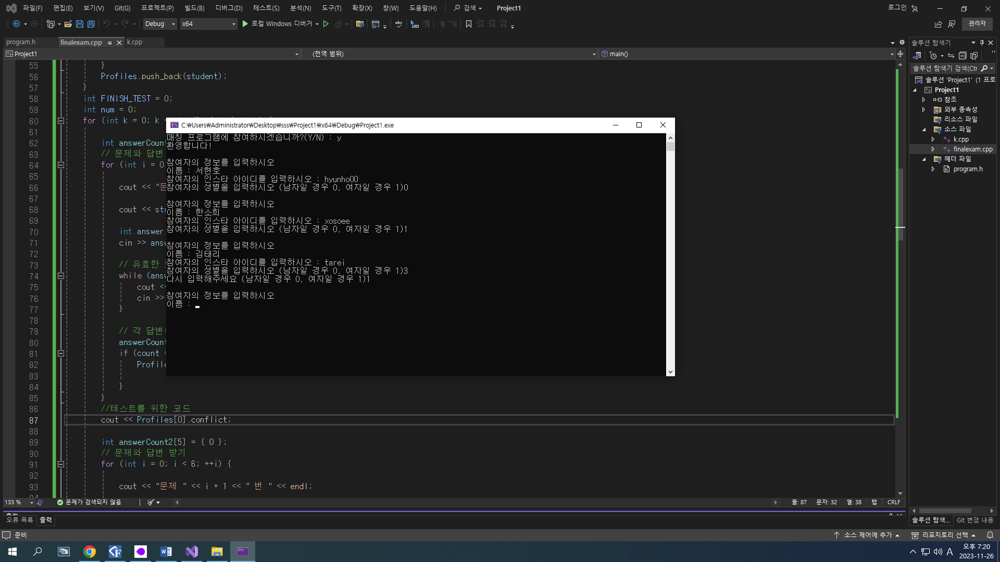 파일(F) 편집(E) 보기(V) Git(G) 프로젝트(P) 빌드(B) 디버그(D) 테스트(S) 분석(N) 도구(T) 확장(X) 창(W) 도움말(H) 검색 Project1 로그인
Debug x64 로컬 Windows 디버거 관리자
program.h finalexam.cpp k.cpp
Project1 (전역 범위) main()
55 }
56 Profiles.push_back(student);
57 }
58 int FINISH_TEST = 0;
59 int num = 0;
60 for (int k = 0; k
61
62 int answerCount
63 // 문제와 답변
64 for (int i = 0
65
66 cout << "문
67
68 cout << str
69
70 int answer
71 cin >> answ
72
73 // 유효한
74 while (answ
75 cout <<
76 cin >>
77 }
78
79 // 각 답변
80 answerCount
81 if (count =
82 Profile
83
84 }
85 }
86 //테스트를 위한 코드
87 cout << Profiles[0].conflict;
88
89 int answerCount2[5] = { 0 };
90 // 문제와 답변 받기
91 for (int i = 0; i < 6; ++i) {
92
93 cout << "문제 " << i + 1 << " 번 " << endl;
94
C:\Users\Administrator\Desktop\sss\Project1\x64\Debug\Project1.exe
매칭 프로그램에 참여하시겠습니까?(Y/N) : y
환영합니다!
참여자의 정보를 입력하시오
이름 : 서현호
참여자의 인스타 아이디를 입력하시오 : hyunho00
참여자의 성별을 입력하시오 (남자일 경우 0, 여자일 경우 1)0
참여자의 정보를 입력하시오
이름 : 한소희
참여자의 인스타 아이디를 입력하시오 : xosoee
참여자의 성별을 입력하시오 (남자일 경우 0, 여자일 경우 1)1
참여자의 정보를 입력하시오
이름 : 김태리
참여자의 인스타 아이디를 입력하시오 : tarei
참여자의 성별을 입력하시오 (남자일 경우 0, 여자일 경우 1)3
다시 입력해주세요 (남자일 경우 0, 여자일 경우 1)1
참여자의 정보를 입력하시오
이름 :
솔루션 탐색기
솔루션 탐색기 검색(Ctr
솔루션 'Project1' (1 프로
Project1
참조
외부 종속성
리소스 파일
소스 파일
k.cpp
finalexam.cpp
헤더 파일
program.h
133 % 문제가 검색되지 않음 줄: 87 문자: 32 열: 38 탭 CRLF
솔루션 탐색... Git 변경 내용
오류 목록 출력
준비 소스 제어에 추가 리포지토리 선택
A 오후 7:20
2023-11-26